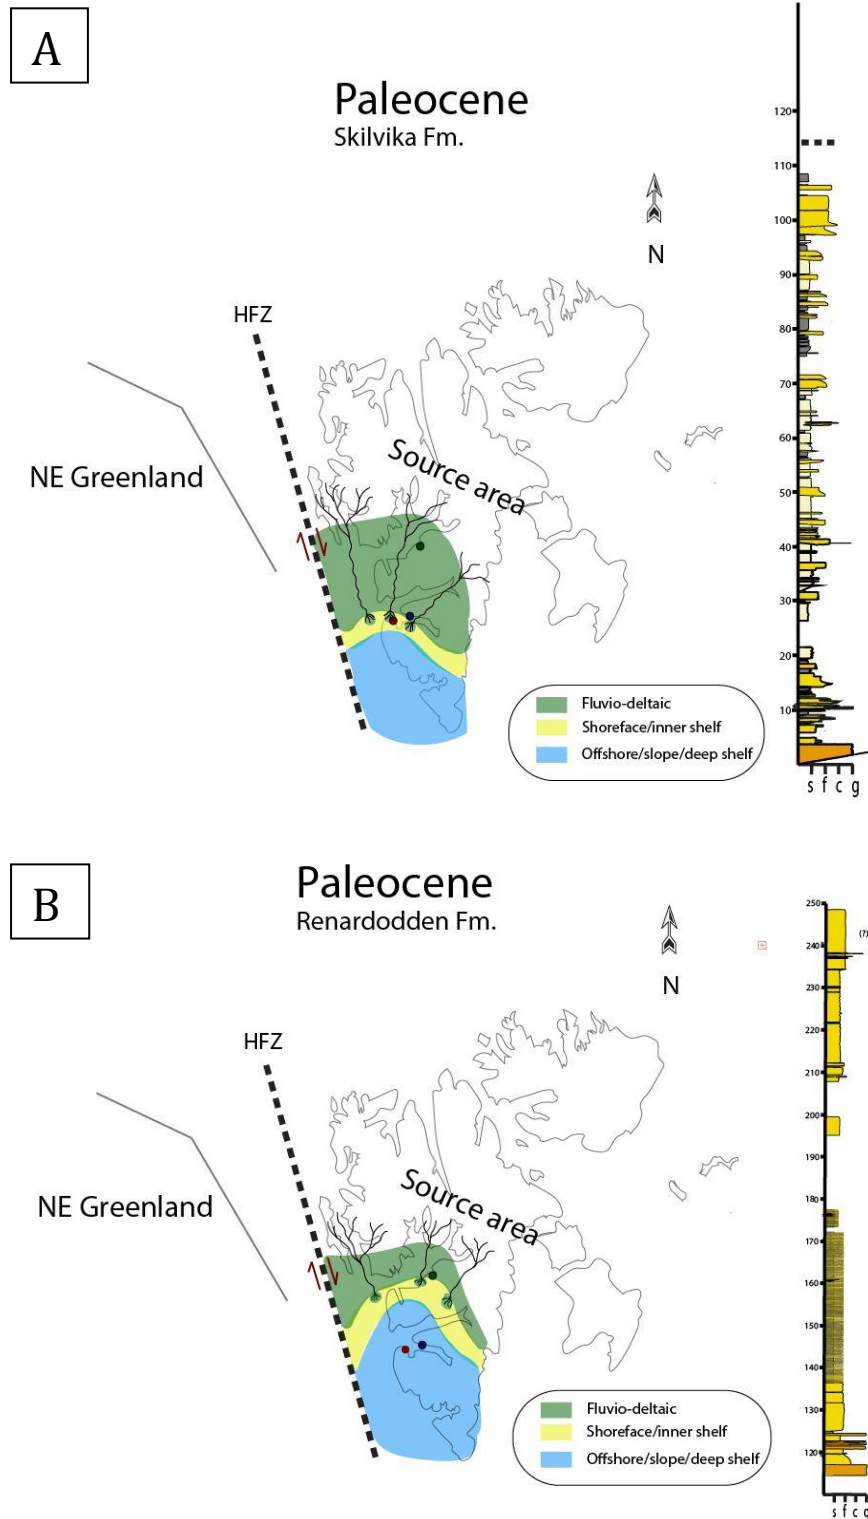 A
Paleocene
Skilvika Fm.
N
HFZ
NE Greenland
Source area
Fluvio-deltaic
Shoreface/inner shelf
Offshore/slope/deep shelf
120
110
100
90
80
70
60
50
40
30
20
10
s f c g
B
Paleocene
Renardodden Fm.
N
HFZ
NE Greenland
Source area
Fluvio-deltaic
Shoreface/inner shelf
Offshore/slope/deep shelf
250
(?)
240
230
220
210
200
190
180
170
160
150
140
130
120
s f c g